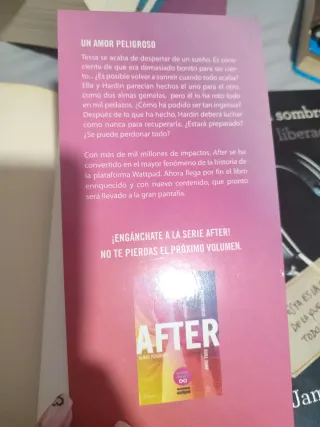 UN AMOR PELIGROSO
Tessa se acaba de despertar de un sueño. Es cons-
ciente de que era demasiado bonito para ser cier-
to... ¿Es posible volver a sonreír cuando todo acaba?
Ella y Hardin parecían hechos el uno para el otro,
como dos almas gemelas, pero él lo ha roto todo
en mil pedazos. ¿Cómo ha podido ser tan ingenua?
Después de lo que ha hecho, Hardin deberá luchar
como nunca para recuperarla. ¿Estará preparado?
¿Se puede perdonar todo?
Con más de mil millones de impactos, After se ha
convertido en el mayor fenómeno de la historia de
la plataforma Wattpad. Ahora llega por fin el libro
enriquecido y con nuevo contenido, que pronto
será llevado a la gran pantalla.
¡ENGÁNCHATE A LA SERIE AFTER!
NO TE PIERDAS EL PRÓXIMO VOLUMEN.
AFTER
sombra
libera
Jan